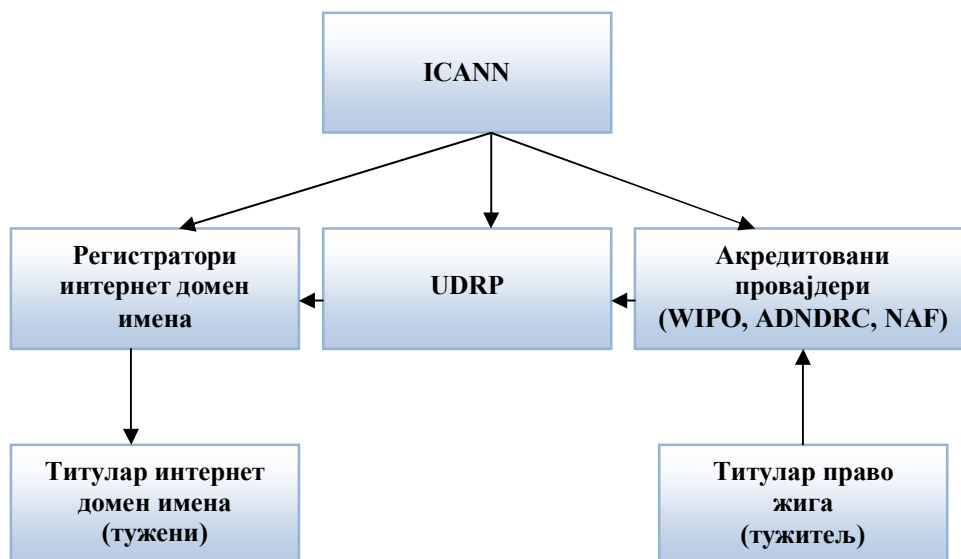 ICANN
Регистратори
интернет домен
имена
UDRP
Акредитовани
провајдери
(WIPO, ADNDRC, NAF)
Титулар интернет
домен имена
(тужени)
Титулар право
жига
(тужитељ)